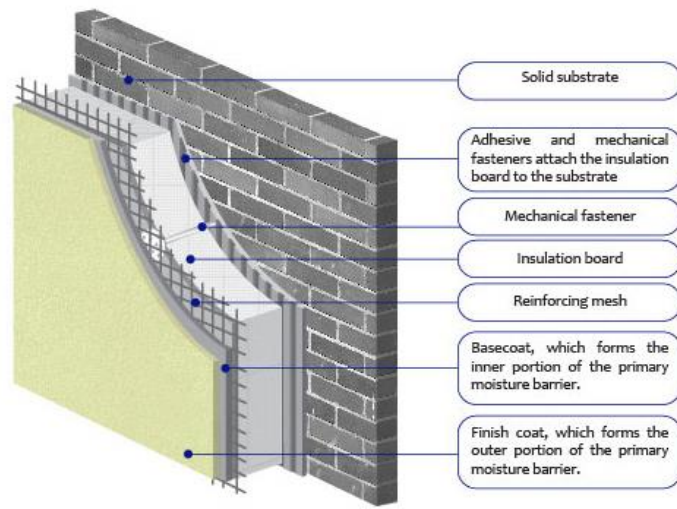 Solid substrate
Adhesive and mechanical
fasteners attach the insulation
board to the substrate
Mechanical fastener
Insulation board
Reinforcing mesh
Basecoat, which forms the
inner portion of the primary
moisture barrier.
Finish coat, which forms the
outer portion of the primary
moisture barrier.